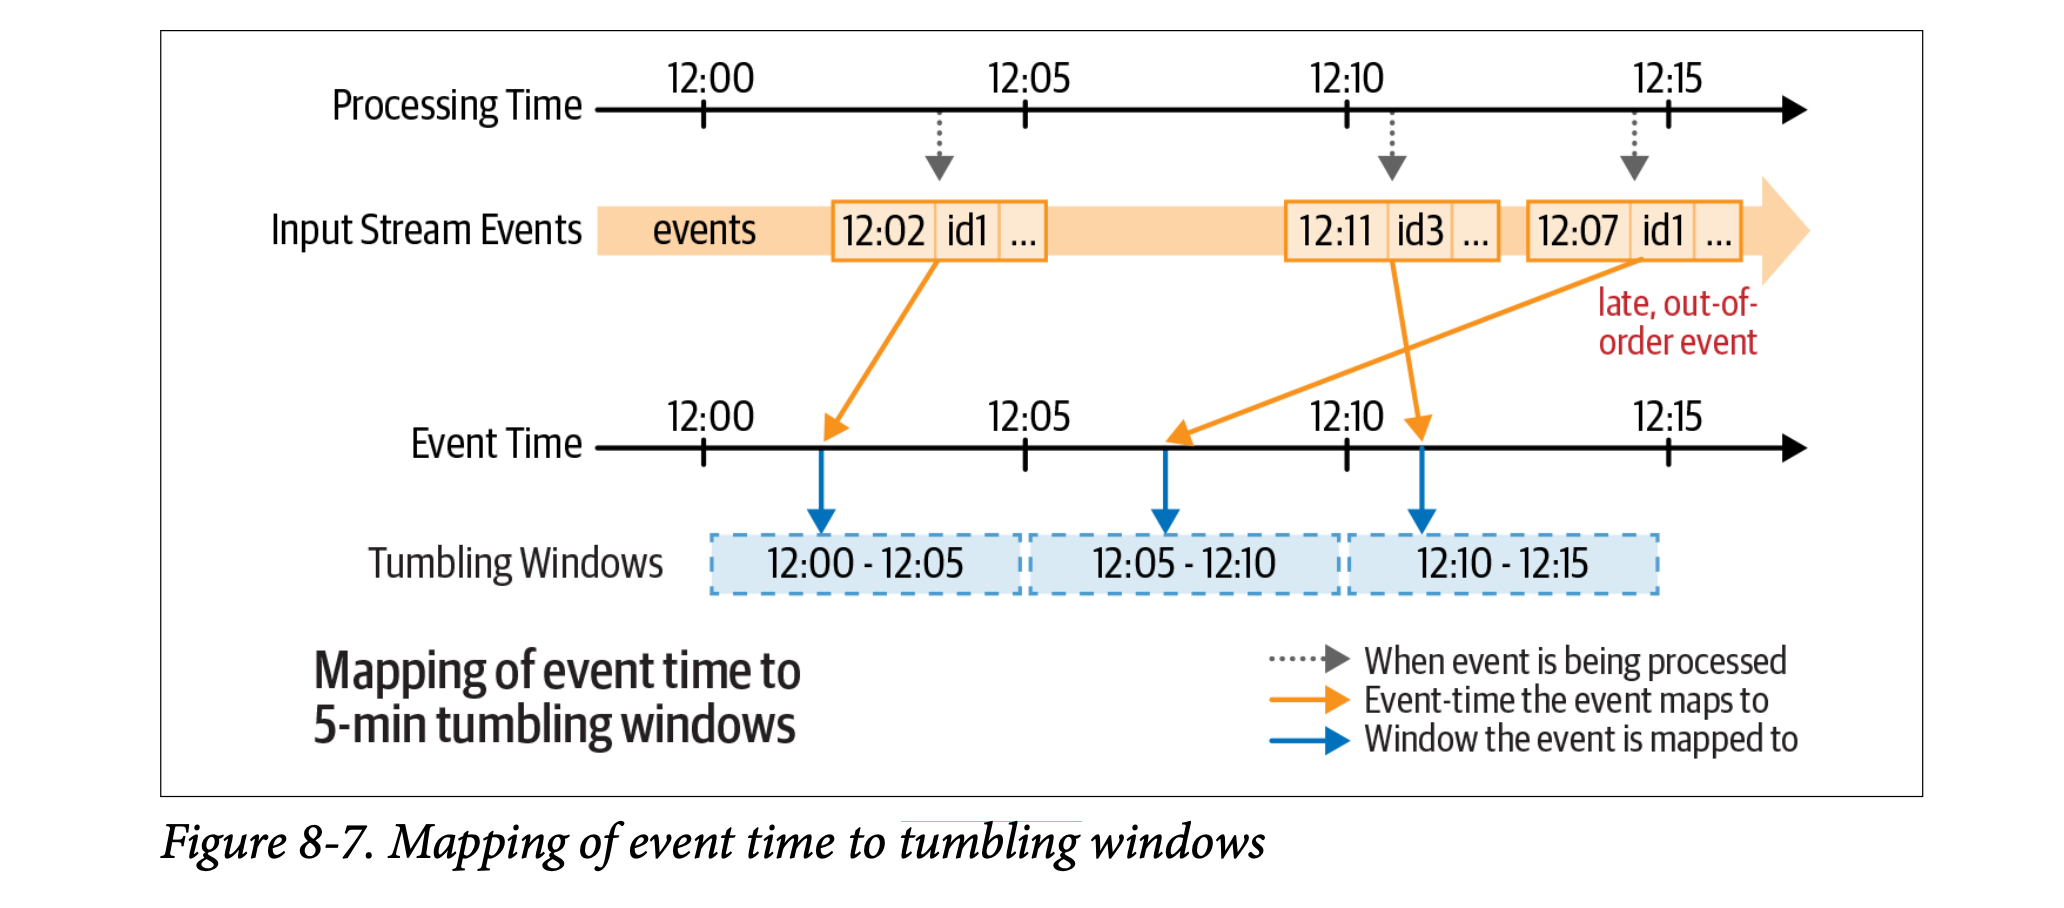 12:00 12:05 12:10 12:15
Processing Time
Input Stream Events events 12:02 id1 ... 12:11 id3 ... 12:07 id1 ...
late, out-of-
order event
12:00 12:05 12:10 12:15
Event Time
Tumbling Windows 12:00 - 12:05 12:05 - 12:10 12:10 - 12:15
Mapping of event time to
5-min tumbling windows
When event is being processed
Event-time the event maps to
Window the event is mapped to
Figure 8-7. Mapping of event time to tumbling windows